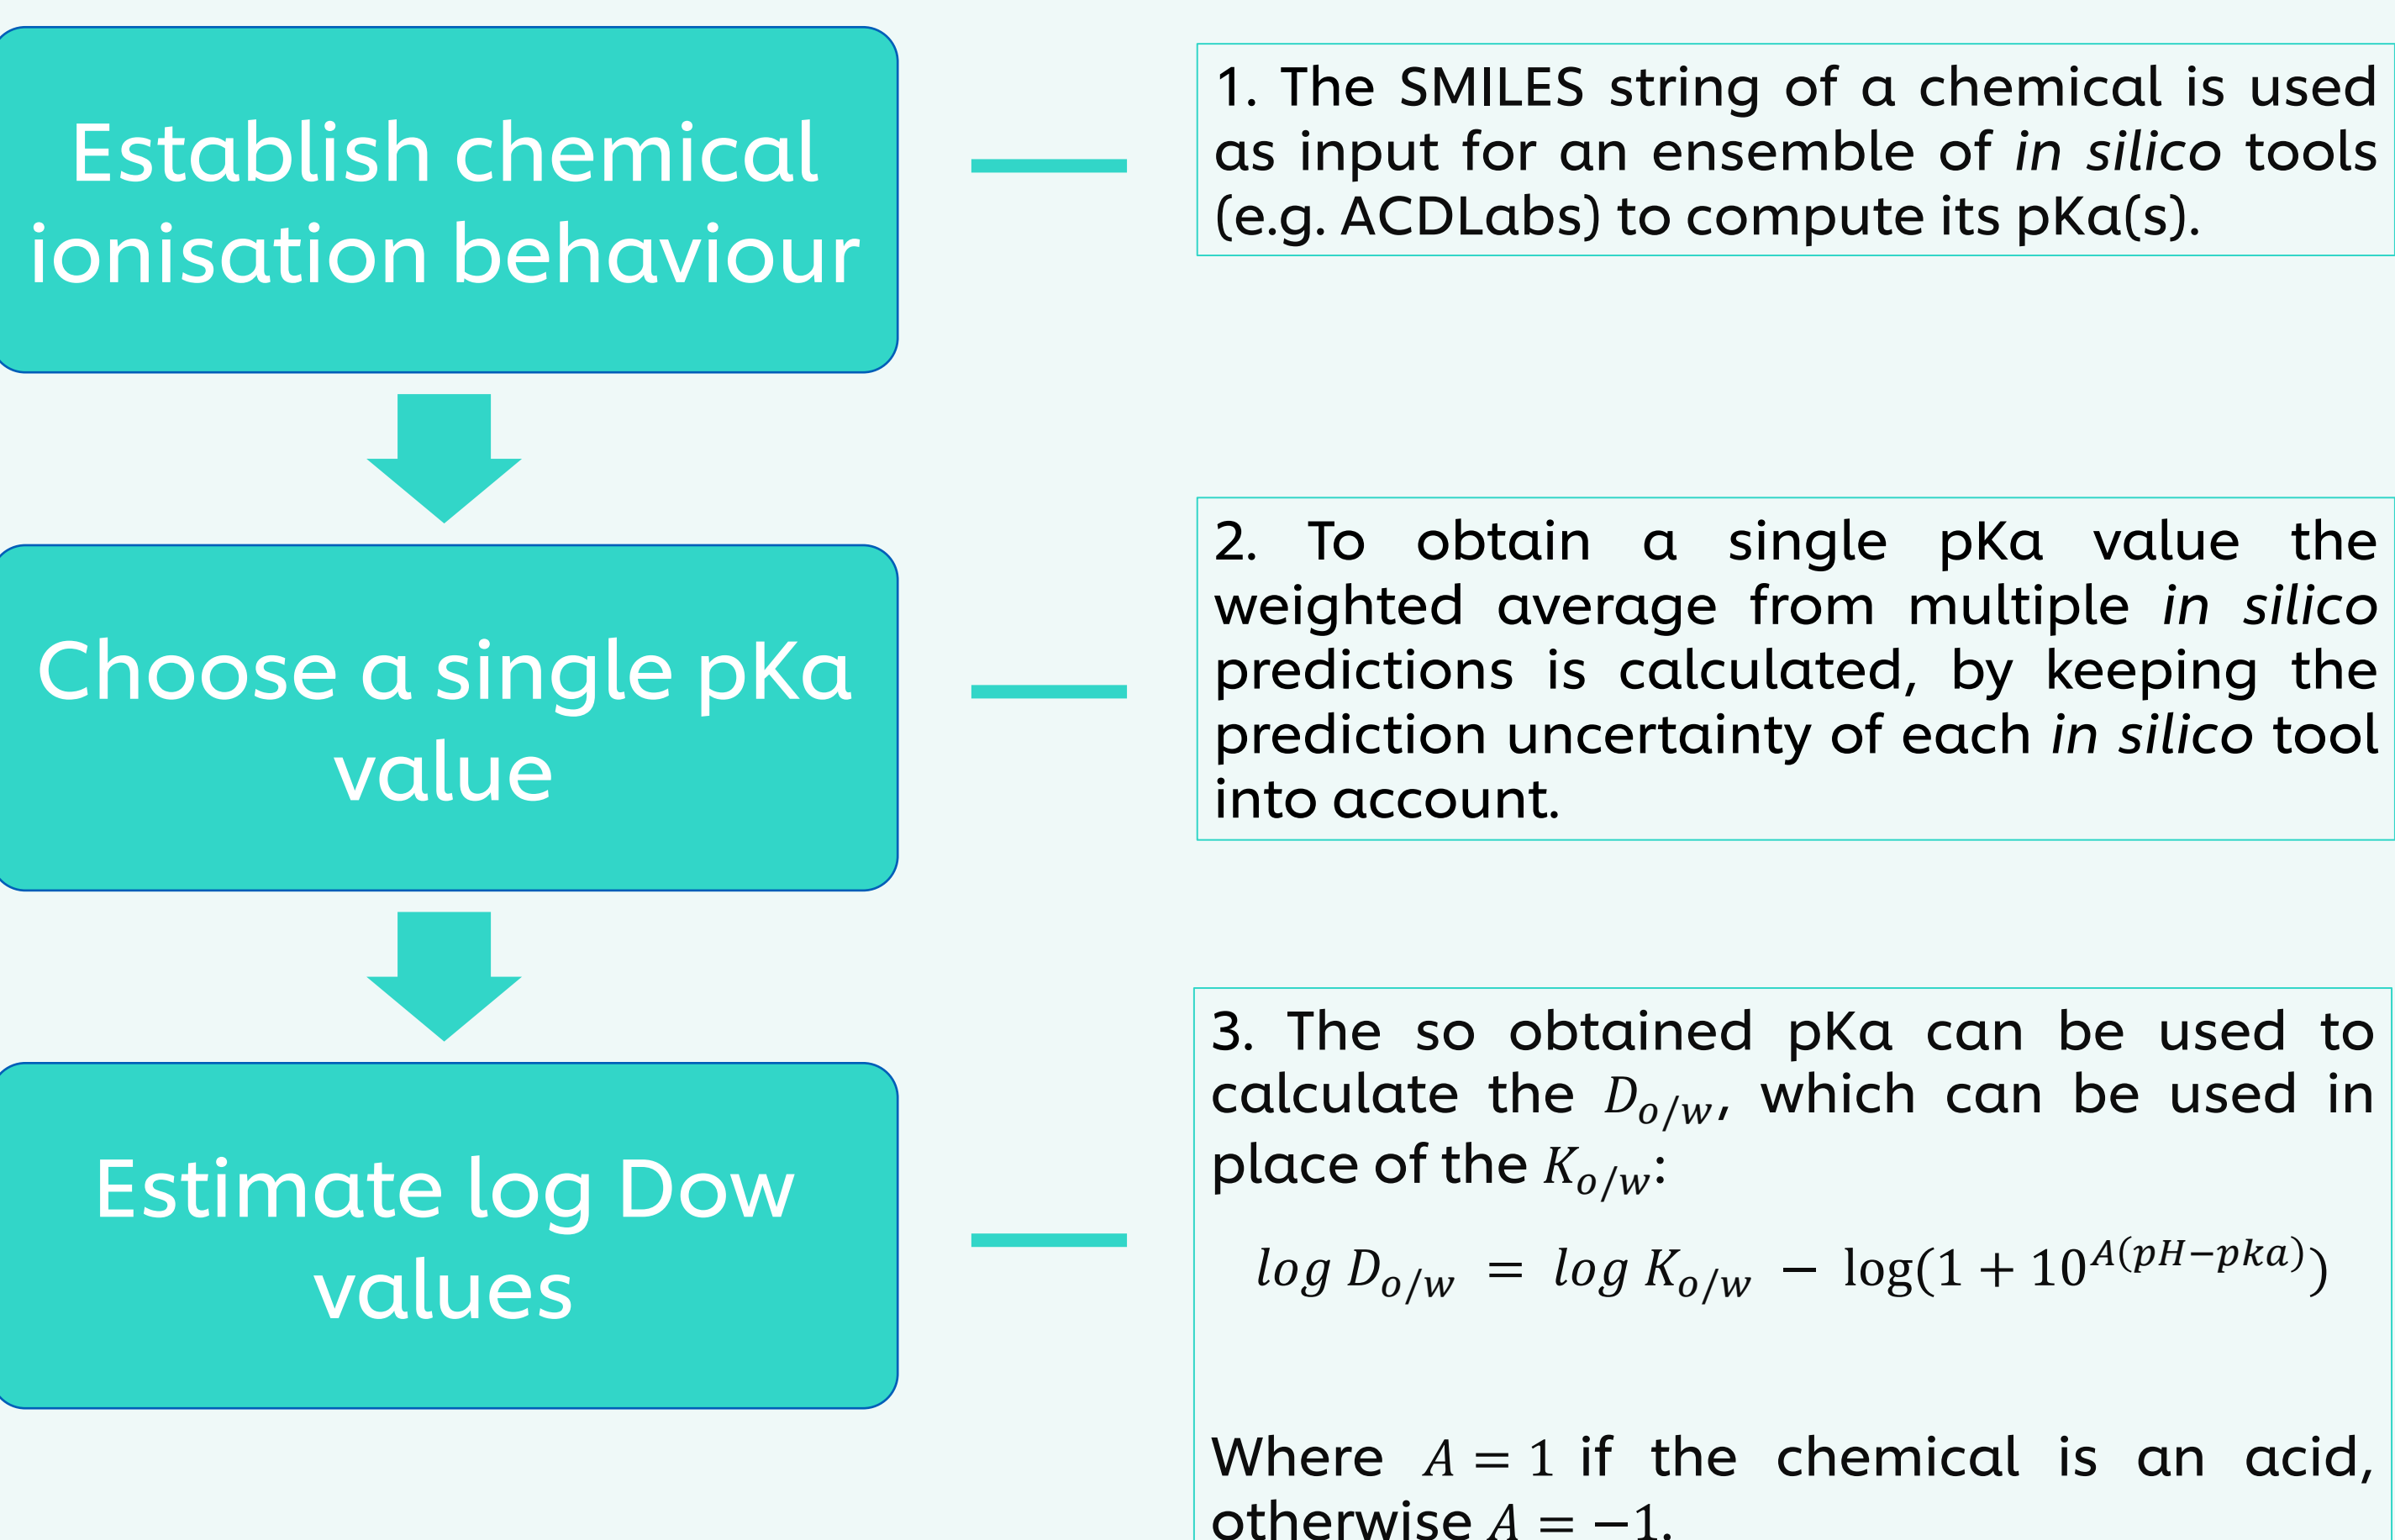 Establish chemical
ionisation behaviour
1. The SMILES string of a chemical is used
as input for an ensemble of in silico tools
(e.g. ACDLabs) to compute its pKa(s).
Choose a single pKa
value
2. To obtain a single pKa value the
weighted average from multiple in silico
predictions is calculated, by keeping the
prediction uncertainty of each in silico tool
into account.
Estimate log Dow
values
3. The so obtained pKa can be used to
calculate the D_{o/w}, which can be used in
place of the K_{o/w}:
log D_{o/w} = log K_{o/w} − log(1 + 10^{A(pH−pka)})
Where A = 1 if the chemical is an acid,
otherwise A = −1.